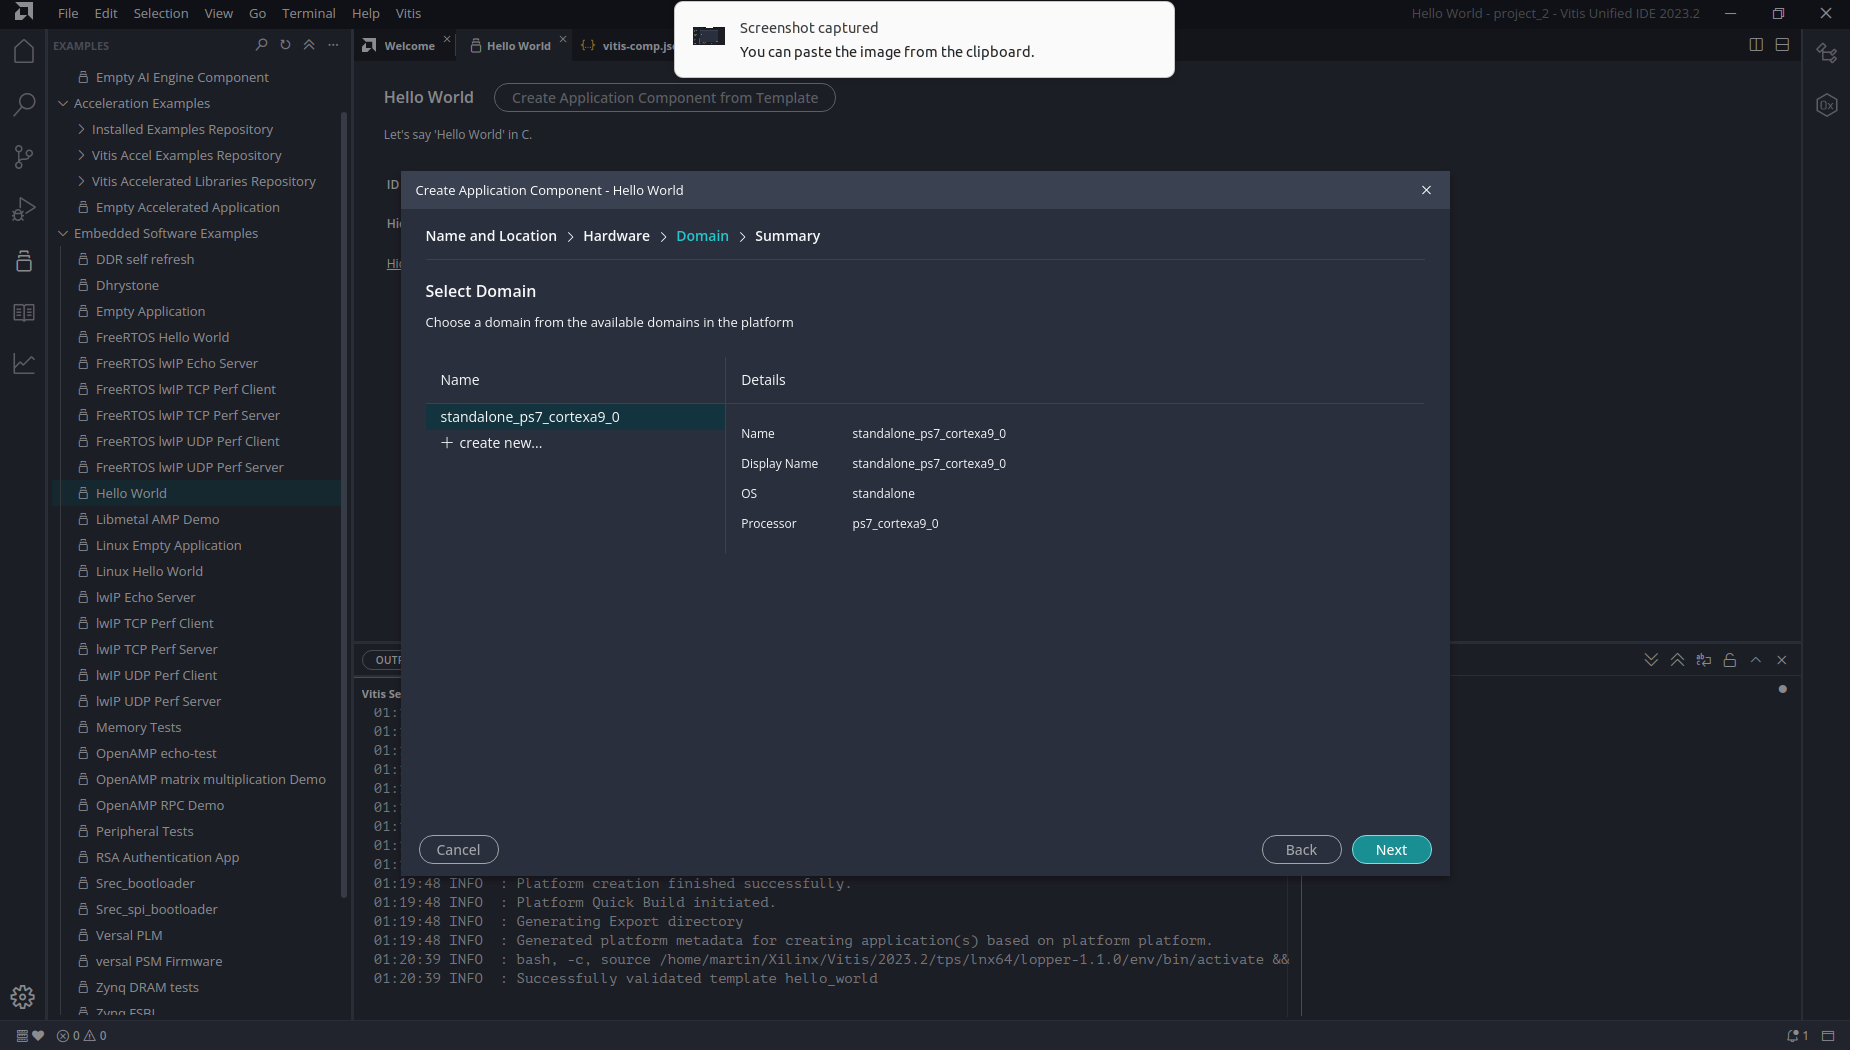 File Edit Selection View Go Terminal Help Vitis
Hello World - project_2 - Vitis Unified IDE 2023.2
Screenshot captured
You can paste the image from the clipboard.
EXAMPLES
Welcome
Hello World
vitis-comp.js
Empty AI Engine Component
Acceleration Examples
Installed Examples Repository
Vitis Accel Examples Repository
Vitis Accelerated Libraries Repository
Empty Accelerated Application
Embedded Software Examples
DDR self refresh
Dhrystone
Empty Application
FreeRTOS Hello World
FreeRTOS lwIP Echo Server
FreeRTOS lwIP TCP Perf Client
FreeRTOS lwIP TCP Perf Server
FreeRTOS lwIP UDP Perf Client
FreeRTOS lwIP UDP Perf Server
Hello World
Libmetal AMP Demo
Linux Empty Application
Linux Hello World
lwIP Echo Server
lwIP TCP Perf Client
lwIP TCP Perf Server
lwIP UDP Perf Client
lwIP UDP Perf Server
Memory Tests
OpenAMP echo-test
OpenAMP matrix multiplication Demo
OpenAMP RPC Demo
Peripheral Tests
RSA Authentication App
Srec_bootloader
Srec_spi_bootloader
Versal PLM
versal PSM Firmware
Zynq DRAM tests
Zynq FSBL
Hello World
Create Application Component from Template
Let's say 'Hello World' in C.
ID
Create Application Component - Hello World
Name and Location > Hardware > Domain > Summary
Select Domain
Choose a domain from the available domains in the platform
Name
Details
standalone_ps7_cortexa9_0
+ create new...
Name standalone_ps7_cortexa9_0
Display Name standalone_ps7_cortexa9_0
OS standalone
Processor ps7_cortexa9_0
Cancel
Back
Next
Vitis Se
01:
01:
01:
01:
01:
01:
01:
01:
01:
01:19:48 INFO : Platform creation finished successfully.
01:19:48 INFO : Platform Quick Build initiated.
01:19:48 INFO : Generating Export directory
01:19:48 INFO : Generated platform metadata for creating application(s) based on platform platform.
01:20:39 INFO : bash, -c, source /home/martin/Xilinx/Vitis/2023.2/tps/lnx64/lopper-1.1.0/env/bin/activate &&
01:20:39 INFO : Successfully validated template hello_world
0 0
1
0x